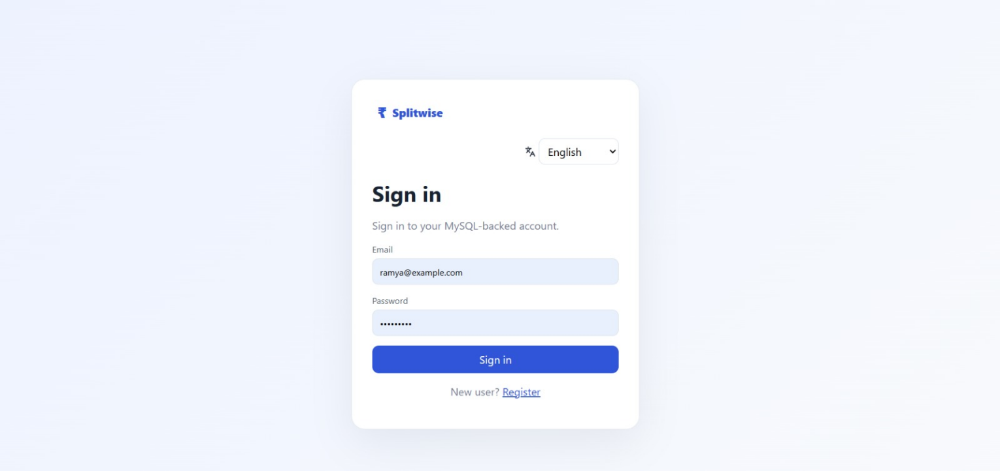 ₹ Splitwise
English
Sign in
Sign in to your MySQL-backed account.
Email
ramya@example.com
Password
•••••••••
Sign in
New user? Register